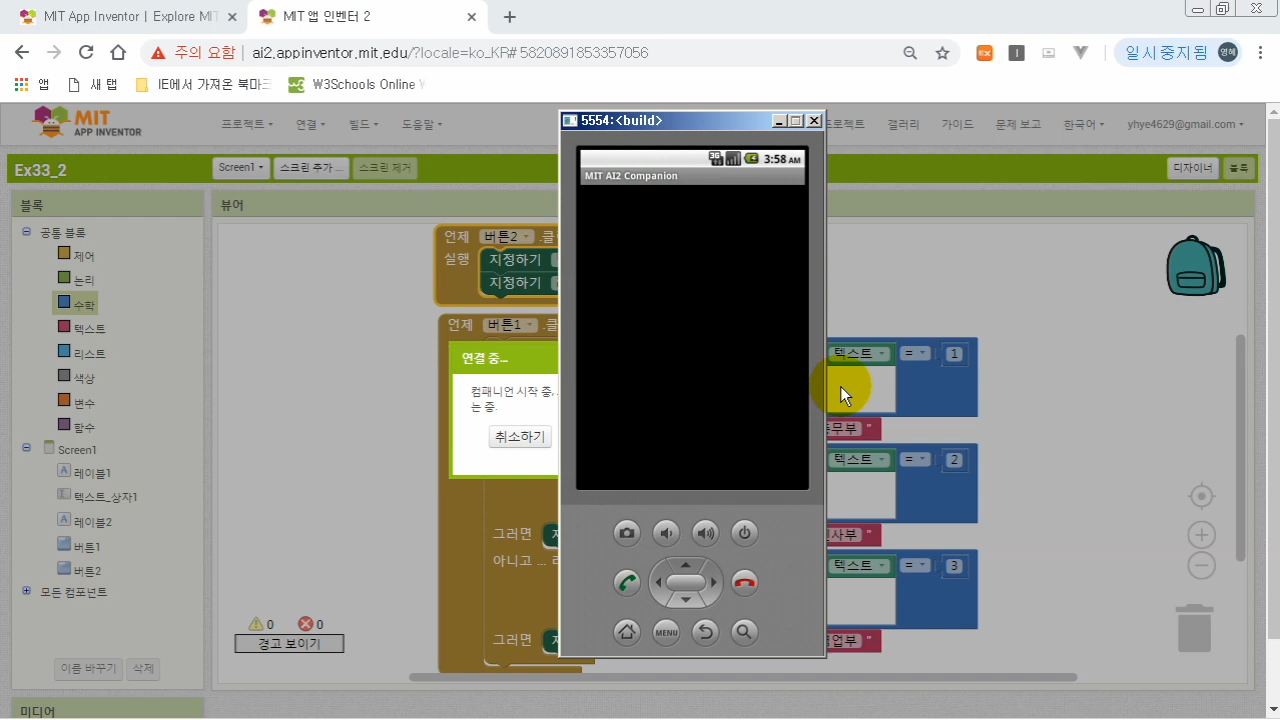 MIT App Inventor | Explore MIT
MIT 앱 인벤터 2
주의 요함 | ai2.appinventor.mit.edu/?locale=ko_KR#5820891853357056
일시중지됨 영혜
앱
새 탭
IE에서 가져온 북마크
W3Schools Online
MIT
APP INVENTOR
프로젝트
연결
빌드
도움말
프로젝트
갤러리
가이드
문제 보고
한국어
yhye4629@gmail.com
Ex33_2
Screen1
스크린 추가 ...
스크린 제거
디자이너
블록
블록
공통 블록
제어
논리
수학
텍스트
리스트
색상
변수
함수
Screen1
레이블1
텍스트_상자1
레이블2
버튼1
버튼2
모든 컴포넌트
이름 바꾸기
삭제
미디어
뷰어
언제 버튼2 .클
실행 지정하기
지정하기
언제 버튼1 .클
연결 중...
컴패니언 시작 중,
는 중.
취소하기
그러면
아니고 ...
그러면
0
0
경고 보이기
5554:<build>
3G
3:58 AM
MIT AI2 Companion
MENU
텍스트 = 1
무부 "
텍스트 = 2
사부 "
텍스트 = 3
업부 "